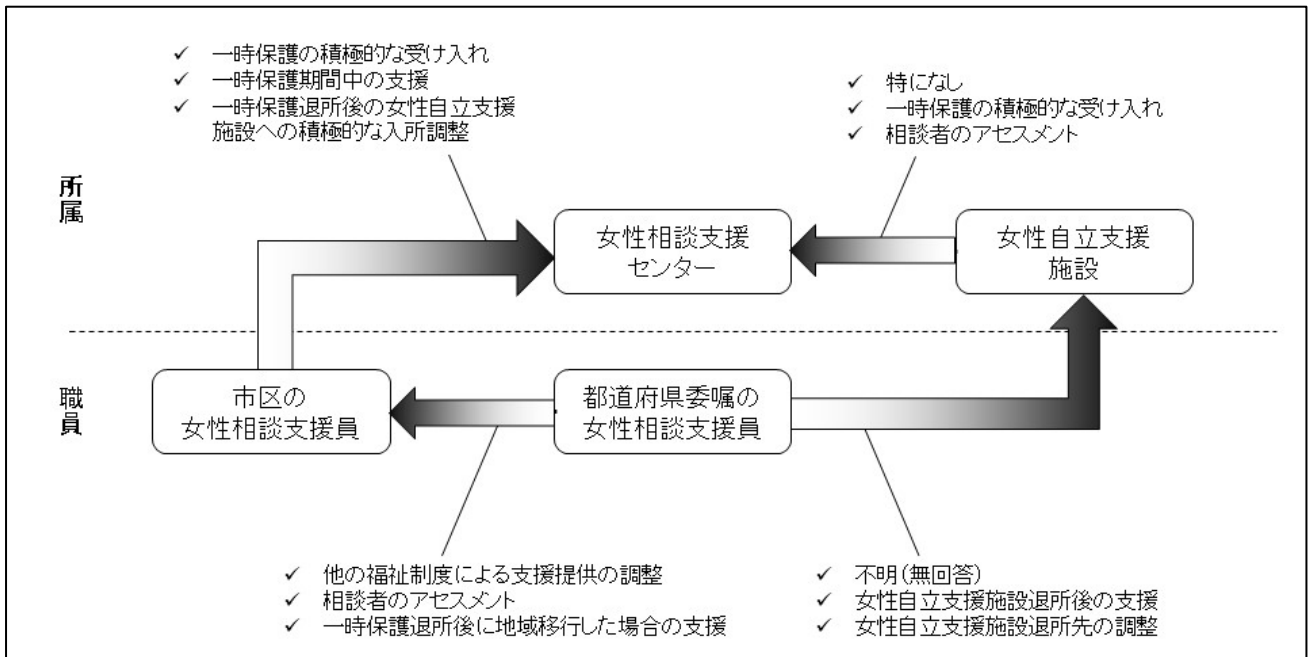 ✓ 一時保護の積極的な受け入れ
✓ 一時保護期間中の支援
✓ 一時保護退所後の女性自立支援
施設への積極的な入所調整
✓ 特になし
✓ 一時保護の積極的な受け入れ
✓ 相談者のアセスメント
所属
女性相談支援
センター
女性自立支援
施設
職員
市区の
女性相談支援員
都道府県委嘱の
女性相談支援員
✓ 他の福祉制度による支援提供の調整
✓ 相談者のアセスメント
✓ 一時保護退所後に地域移行した場合の支援
✓ 不明(無回答)
✓ 女性自立支援施設退所後の支援
✓ 女性自立支援施設退所先の調整